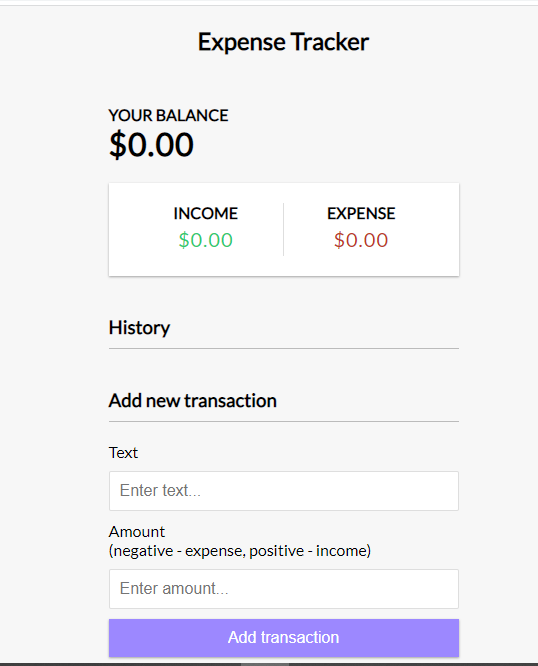 Expense Tracker
YOUR BALANCE
$0.00
INCOME
$0.00
EXPENSE
$0.00
History
Add new transaction
Text
Enter text...
Amount
(negative - expense, positive - income)
Enter amount...
Add transaction